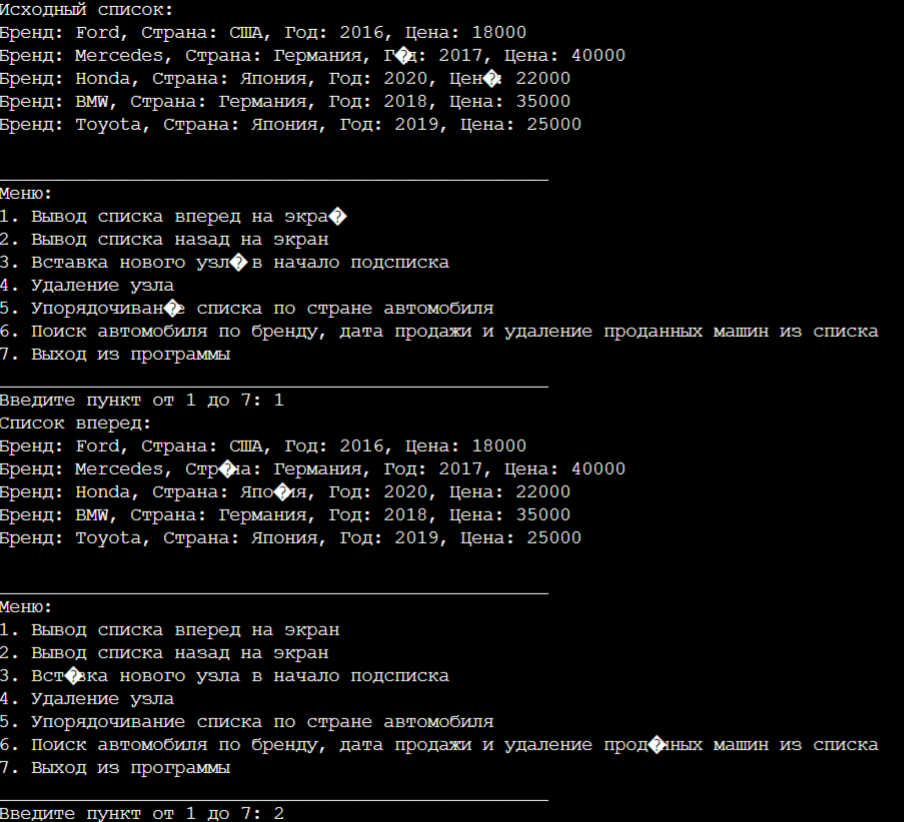 Исходный список:
Бренд: Ford, Страна: США, Год: 2016, Цена: 18000
Бренд: Mercedes, Страна: Германия, Г�д: 2017, Цена: 40000
Бренд: Honda, Страна: Япония, Год: 2020, Цен�: 22000
Бренд: BMW, Страна: Германия, Год: 2018, Цена: 35000
Бренд: Toyota, Страна: Япония, Год: 2019, Цена: 25000
__________________________________________________
Меню:
1. Вывод списка вперед на экра�
2. Вывод списка назад на экран
3. Вставка нового узл� в начало подсписка
4. Удаление узла
5. Упорядочиван�е списка по стране автомобиля
6. Поиск автомобиля по бренду, дата продажи и удаление проданных машин из списка
7. Выход из программы
__________________________________________________
Введите пункт от 1 до 7: 1
Список вперед:
Бренд: Ford, Страна: США, Год: 2016, Цена: 18000
Бренд: Mercedes, Стр�на: Германия, Год: 2017, Цена: 40000
Бренд: Honda, Страна: Япо�ия, Год: 2020, Цена: 22000
Бренд: BMW, Страна: Германия, Год: 2018, Цена: 35000
Бренд: Toyota, Страна: Япония, Год: 2019, Цена: 25000
__________________________________________________
Меню:
1. Вывод списка вперед на экран
2. Вывод списка назад на экран
3. Вст�вка нового узла в начало подсписка
4. Удаление узла
5. Упорядочивание списка по стране автомобиля
6. Поиск автомобиля по бренду, дата продажи и удаление прод�нных машин из списка
7. Выход из программы
__________________________________________________
Введите пункт от 1 до 7: 2